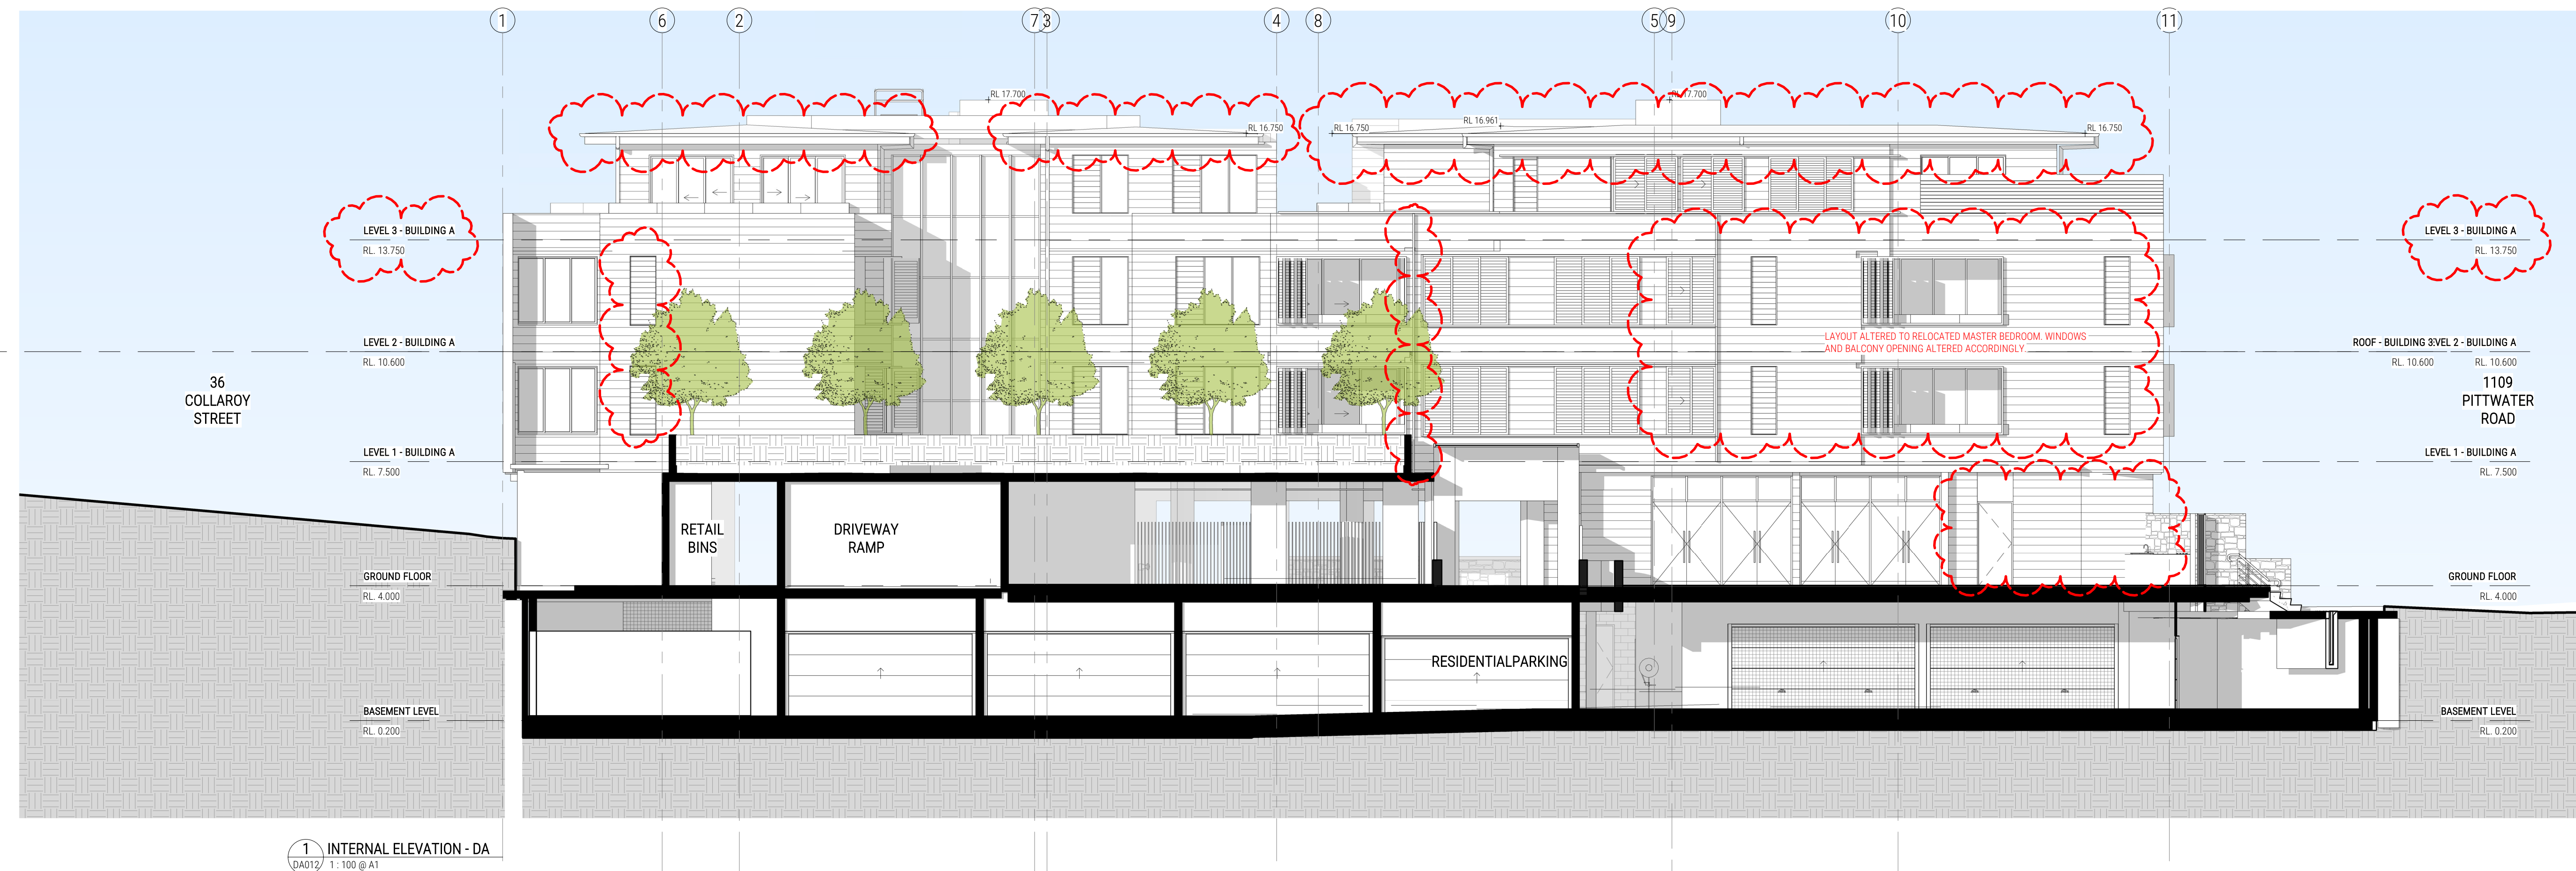 1 6 2 7 3 4 8 5 9 10 11
RL 17.700
RL 17.700
RL 16.750
RL 16.750
RL 16.961
RL 16.750
LEVEL 3 - BUILDING A
RL. 13.750
LEVEL 3 - BUILDING A
RL. 13.750
LAYOUT ALTERED TO RELOCATED MASTER BEDROOM. WINDOWS
AND BALCONY OPENING ALTERED ACCORDINGLY
LEVEL 2 - BUILDING A
RL. 10.600
ROOF - BUILDING
LEVEL 2 - BUILDING A
RL. 10.600
RL. 10.600
36
COLLAROY
STREET
1109
PITTWATER
ROAD
LEVEL 1 - BUILDING A
RL. 7.500
LEVEL 1 - BUILDING A
RL. 7.500
RETAIL
BINS
DRIVEWAY
RAMP
GROUND FLOOR
RL. 4.000
GROUND FLOOR
RL. 4.000
RESIDENTIALPARKING
BASEMENT LEVEL
RL. 0.200
BASEMENT LEVEL
RL. 0.200
1 INTERNAL ELEVATION - DA
DA012 1 : 100 @ A1